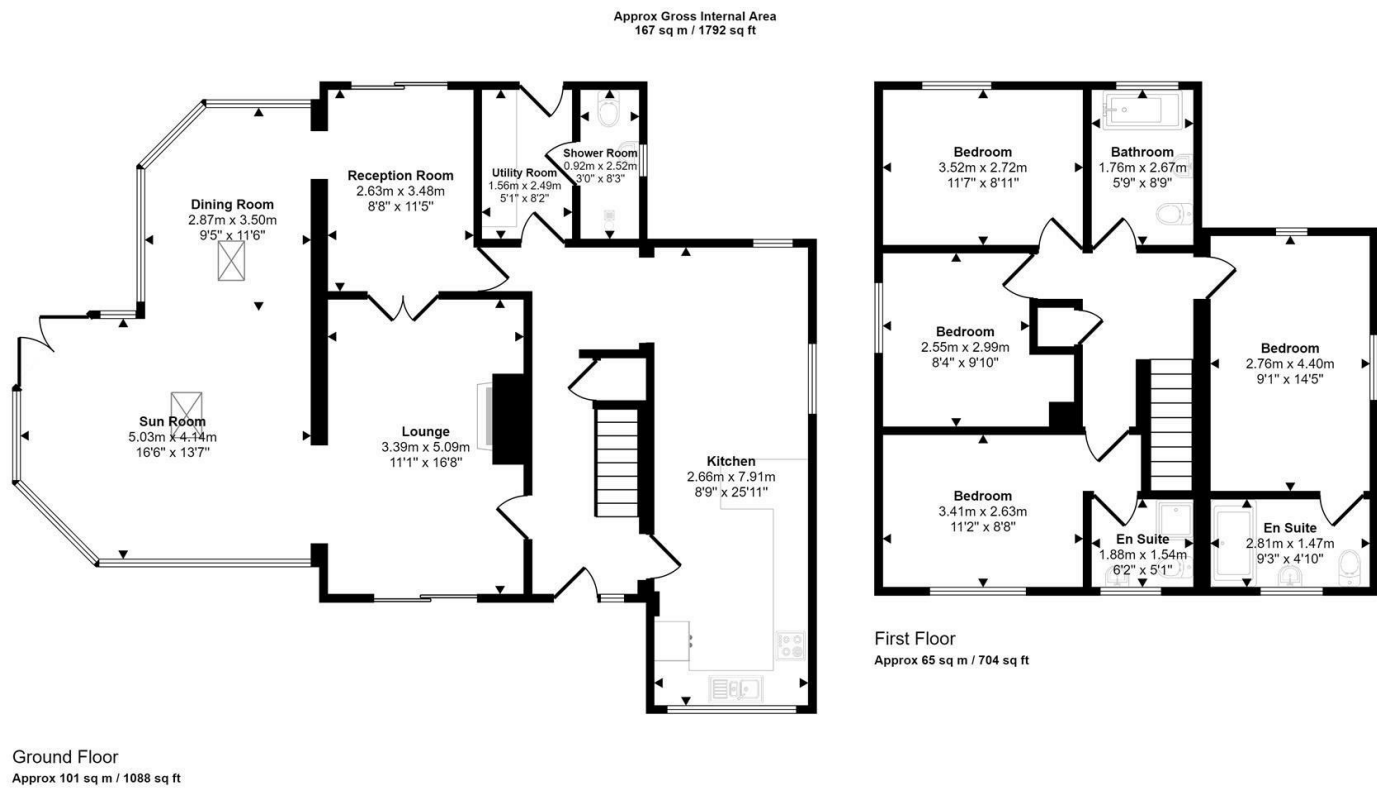 Approx Gross Internal Area
167 sq m / 1792 sq ft
Reception Room
2.63m x 3.48m
8'8" x 11'5"
Utility Room
1.56m x 2.49m
5'1" x 8'2"
Shower Room
0.92m x 2.52m
3'0" x 8'3"
Dining Room
2.87m x 3.50m
9'5" x 11'6"
Sun Room
5.03m x 4.14m
16'6" x 13'7"
Lounge
3.39m x 5.09m
11'1" x 16'8"
Kitchen
2.66m x 7.91m
8'9" x 25'11"
Ground Floor
Approx 101 sq m / 1088 sq ft
Bedroom
3.52m x 2.72m
11'7" x 8'11"
Bathroom
1.76m x 2.67m
5'9" x 8'9"
Bedroom
2.55m x 2.99m
8'4" x 9'10"
Bedroom
2.76m x 4.40m
9'1" x 14'5"
Bedroom
3.41m x 2.63m
11'2" x 8'8"
En Suite
1.88m x 1.54m
6'2" x 5'1"
En Suite
2.81m x 1.47m
9'3" x 4'10"
First Floor
Approx 65 sq m / 704 sq ft